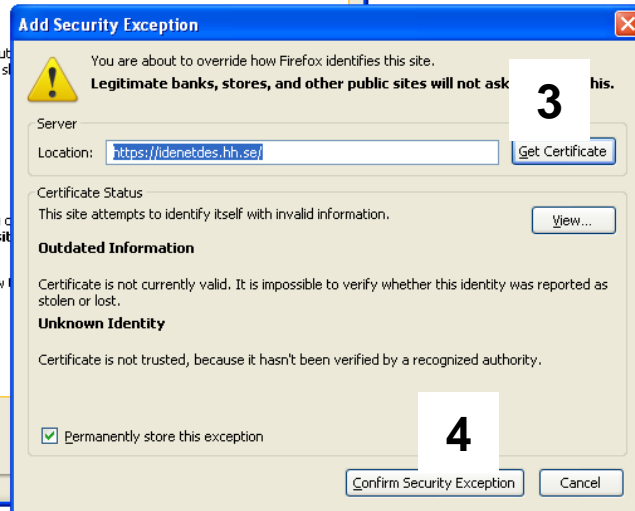 Add Security Exception
You are about to override how Firefox identifies this site.
Legitimate banks, stores, and other public sites will not ask his.
3
Server
Location: https://idenetdes.hh.se/ Get Certificate
Certificate Status
This site attempts to identify itself with invalid information. View...
Outdated Information
Certificate is not currently valid. It is impossible to verify whether this identity was reported as
stolen or lost.
Unknown Identity
Certificate is not trusted, because it hasn't been verified by a recognized authority.
Permanently store this exception
4
Confirm Security Exception Cancel